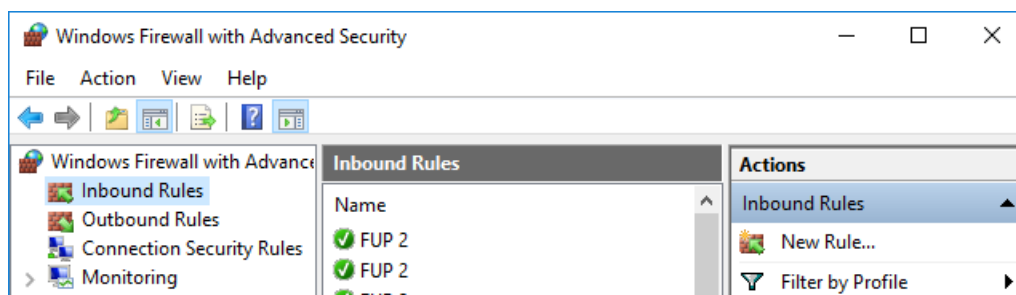 Windows Firewall with Advanced Security
File Action View Help
Windows Firewall with Advance
Inbound Rules
Outbound Rules
Connection Security Rules
Monitoring
Inbound Rules
Name
FUP 2
FUP 2
Actions
Inbound Rules
New Rule...
Filter by Profile